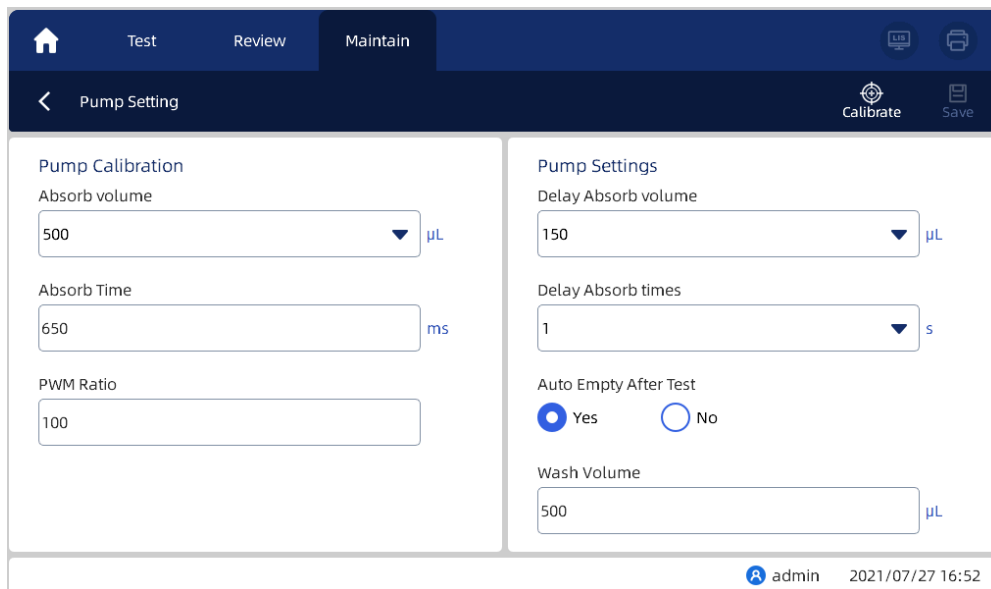 Test Review Maintain LIS
Pump Setting
Calibrate Save
Pump Calibration
Absorb volume
500 µL
Absorb Time
650 ms
PWM Ratio
100
Pump Settings
Delay Absorb volume
150 µL
Delay Absorb times
1 s
Auto Empty After Test
Yes No
Wash Volume
500 µL
admin 2021/07/27 16:52